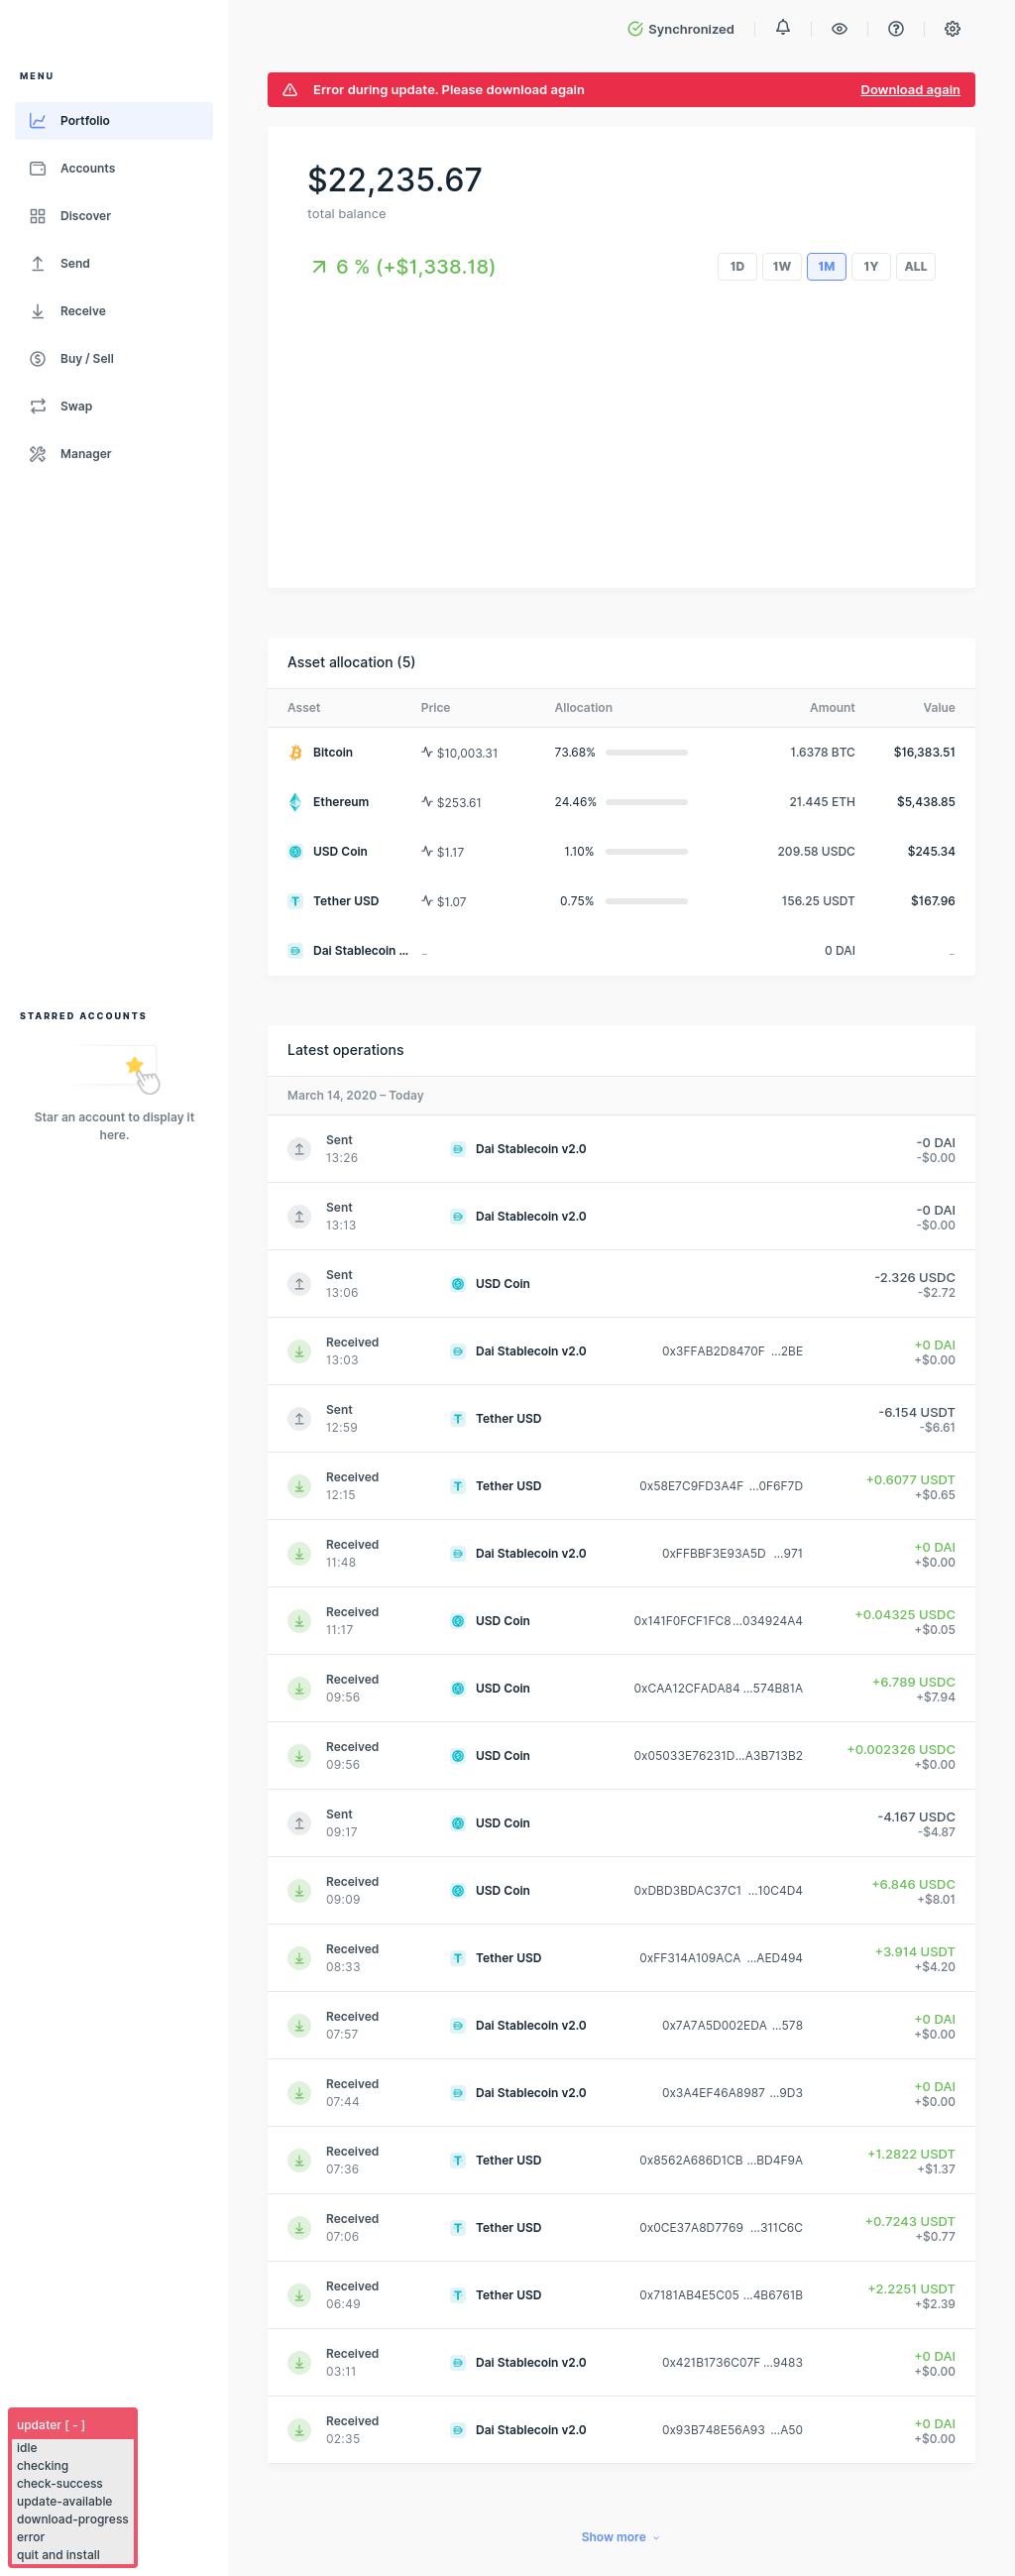 Synchronized
MENU
Portfolio
Accounts
Discover
Send
Receive
Buy / Sell
Swap
Manager
STARRED ACCOUNTS
Star an account to display it
here.
updater [ - ]
idle
checking
check-success
update-available
download-progress
error
quit and install
Error during update. Please download again Download again
$22,235.67
total balance
6 % (+$1,338.18) 1D 1W 1M 1Y ALL
Asset allocation (5)
Asset Price Allocation Amount Value
Bitcoin $10,003.31 73.68% 1.6378 BTC $16,383.51
Ethereum $253.61 24.46% 21.445 ETH $5,438.85
USD Coin $1.17 1.10% 209.58 USDC $245.34
Tether USD $1.07 0.75% 156.25 USDT $167.96
Dai Stablecoin ... – 0 DAI –
Latest operations
March 14, 2020 – Today
Sent Dai Stablecoin v2.0 -0 DAI
13:26 -$0.00
Sent Dai Stablecoin v2.0 -0 DAI
13:13 -$0.00
Sent USD Coin -2.326 USDC
13:06 -$2.72
Received Dai Stablecoin v2.0 0x3FFAB2D8470F ...2BE +0 DAI
13:03 +$0.00
Sent Tether USD -6.154 USDT
12:59 -$6.61
Received Tether USD 0x58E7C9FD3A4F ...0F6F7D +0.6077 USDT
12:15 +$0.65
Received Dai Stablecoin v2.0 0xFFBBF3E93A5D ...971 +0 DAI
11:48 +$0.00
Received USD Coin 0x141F0FCF1FC8...034924A4 +0.04325 USDC
11:17 +$0.05
Received USD Coin 0xCAA12CFADA84 ...574B81A +6.789 USDC
09:56 +$7.94
Received USD Coin 0x05033E76231D...A3B713B2 +0.002326 USDC
09:56 +$0.00
Sent USD Coin -4.167 USDC
09:17 -$4.87
Received USD Coin 0xDBD3BDAC37C1 ...10C4D4 +6.846 USDC
09:09 +$8.01
Received Tether USD 0xFF314A109ACA ...AED494 +3.914 USDT
08:33 +$4.20
Received Dai Stablecoin v2.0 0x7A7A5D002EDA ...578 +0 DAI
07:57 +$0.00
Received Dai Stablecoin v2.0 0x3A4EF46A8987 ...9D3 +0 DAI
07:44 +$0.00
Received Tether USD 0x8562A686D1CB ...BD4F9A +1.2822 USDT
07:36 +$1.37
Received Tether USD 0x0CE37A8D7769 ...311C6C +0.7243 USDT
07:06 +$0.77
Received Tether USD 0x7181AB4E5C05 ...4B6761B +2.2251 USDT
06:49 +$2.39
Received Dai Stablecoin v2.0 0x421B1736C07F ...9483 +0 DAI
03:11 +$0.00
Received Dai Stablecoin v2.0 0x93B748E56A93 ...A50 +0 DAI
02:35 +$0.00
Show more